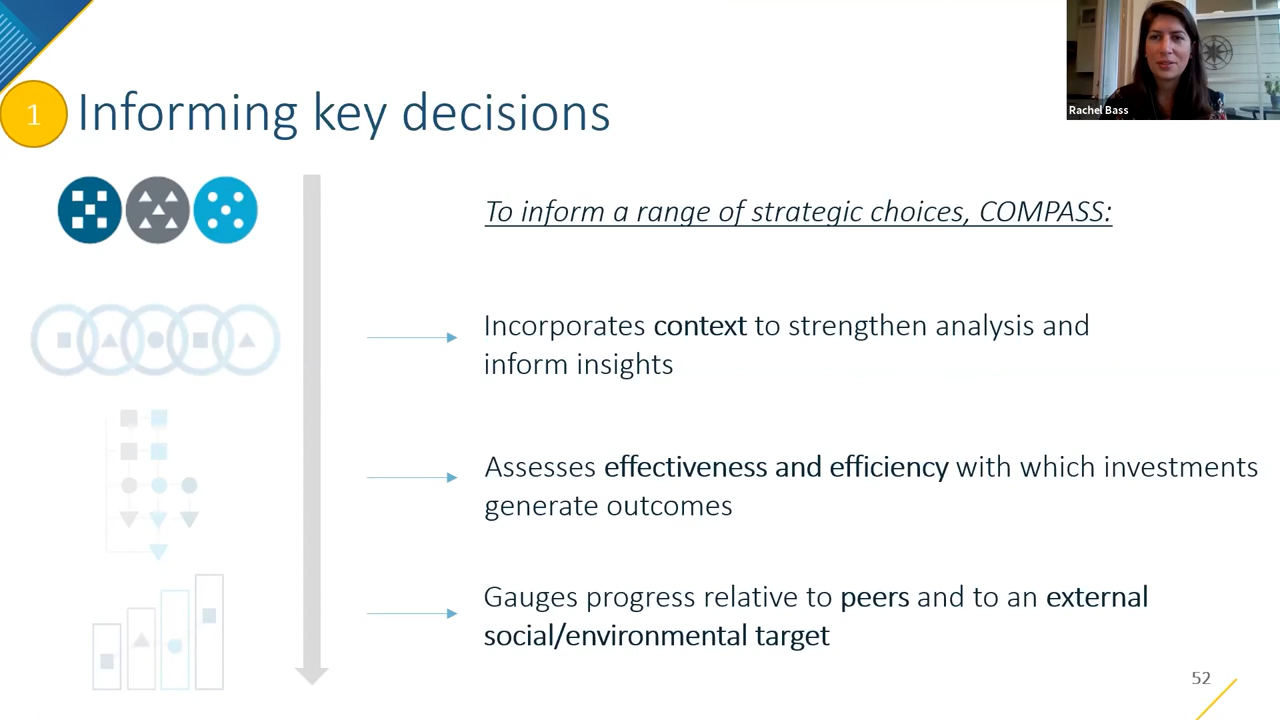 Rachel Bass
1
Informing key decisions
To inform a range of strategic choices, COMPASS:
Incorporates context to strengthen analysis and
inform insights
Assesses effectiveness and efficiency with which investments
generate outcomes
Gauges progress relative to peers and to an external
social/environmental target
52